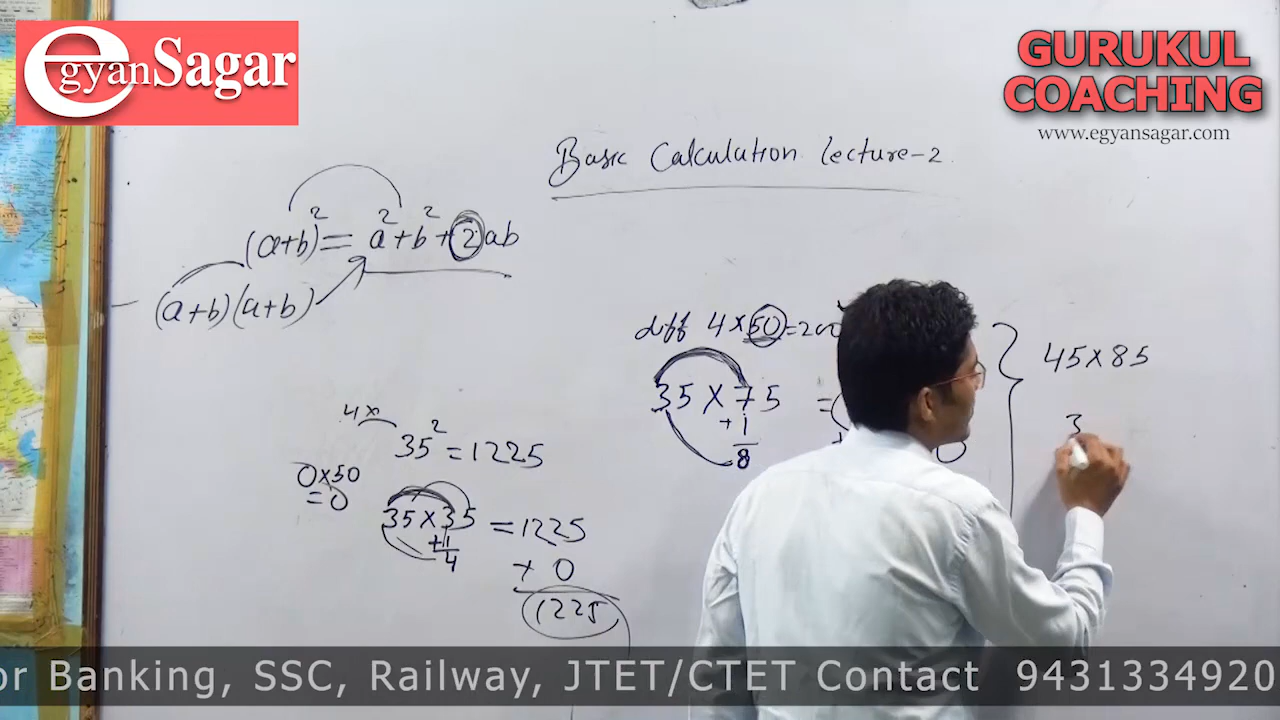 egyanSagar
GURUKUL
COACHING
www.egyansagar.com
Basic Calculation lecture-2.
(a+b)² = a²+b²+2ab
(a+b)(a+b)
diff 4×50=200
35 × 75 =
+1
8
45×85
3
4×
35² = 1225
0×50
=0
35×35 = 1225
+1
4
+ 0
1225
0
or Banking, SSC, Railway, JTET/CTET Contact 9431334920